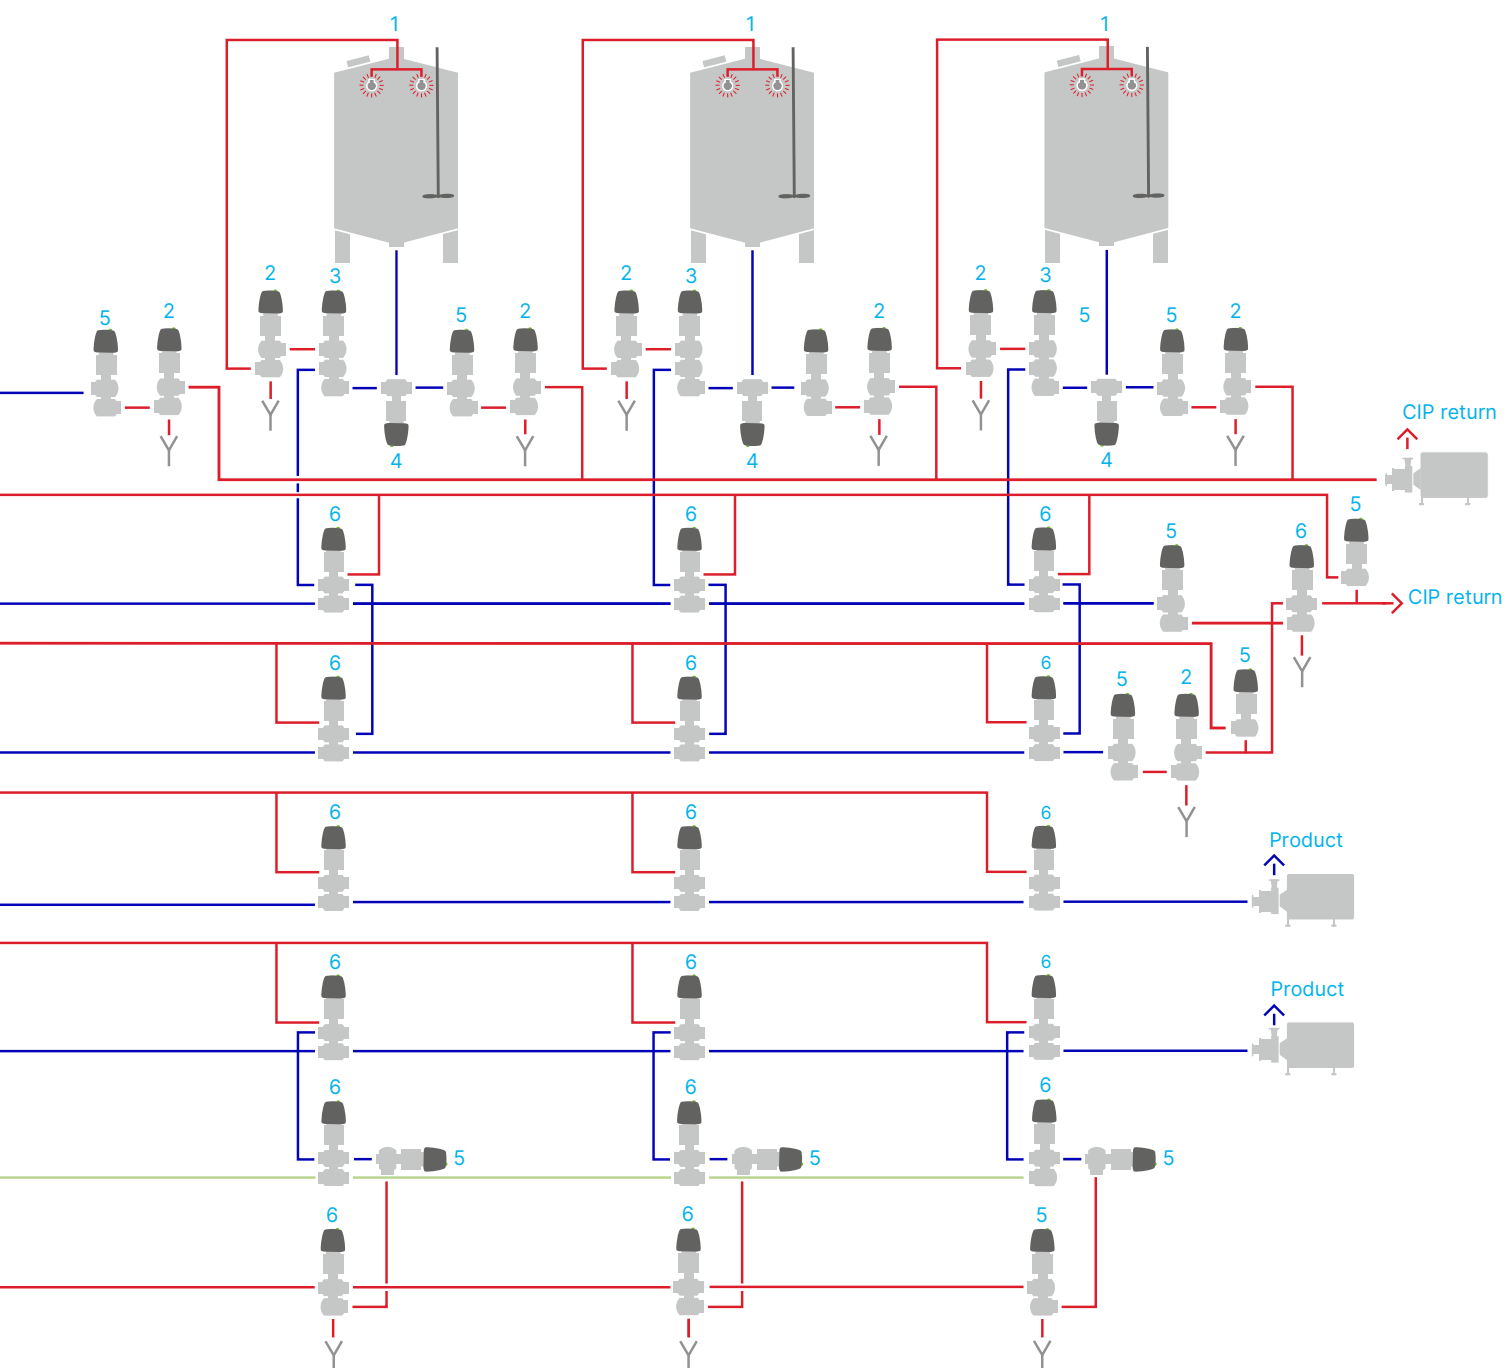 1 1 1
2 3 2 3 2 3
5 2 5 2 2 5 5 2
CIP return
4 4 4
5
6 6 6 5 6
CIP return
6 6 6 5 2 5
6 6 6
Product
6 6 6
Product
6 6 6
5 5 5
6 6 5